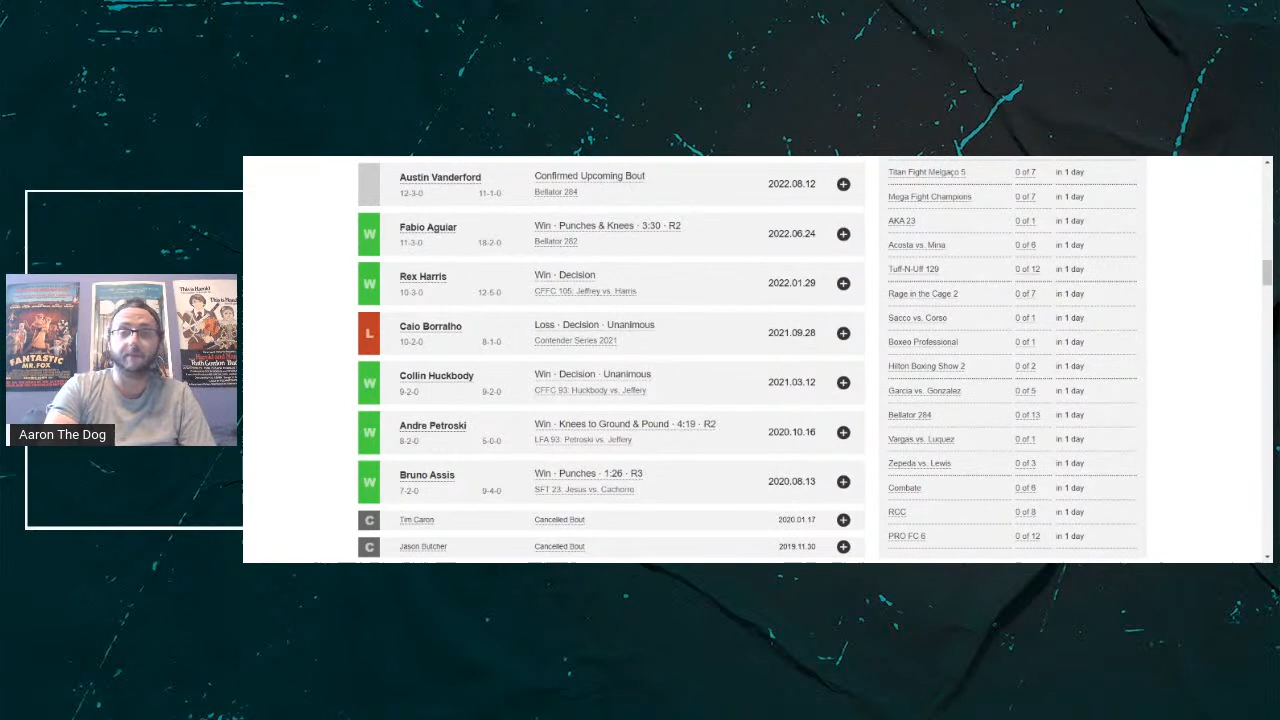 Austin Vanderford
Confirmed Upcoming Bout
12-3-0
11-1-0
Bellator 284
2022.08.12
W
Fabio Aguiar
Win · Punches & Knees · 3:30 · R2
11-3-0
18-2-0
Bellator 282
2022.06.24
W
Rex Harris
Win · Decision
10-3-0
12-5-0
CFFC 105: Jeffrey vs. Harris
2022.01.29
L
Caio Borralho
Loss · Decision · Unanimous
10-2-0
8-1-0
Contender Series 2021
2021.09.28
W
Collin Huckbody
Win · Decision · Unanimous
9-2-0
9-2-0
CFFC 93: Huckbody vs. Jeffery
2021.03.12
W
Andre Petroski
Win · Knees to Ground & Pound · 4:19 · R2
8-2-0
5-0-0
LFA 93: Petroski vs. Jeffery
2020.10.16
W
Bruno Assis
Win · Punches · 1:26 · R3
7-2-0
9-4-0
SFT 23: Jesus vs. Cachorro
2020.08.13
C
Tim Caron
Cancelled Bout
2020.01.17
C
Jason Butcher
Cancelled Bout
2019.11.30
Titan Fight Melgaço 5 0 of 7 in 1 day
Mega Fight Champions 0 of 7 in 1 day
AKA 23 0 of 1 in 1 day
Acosta vs. Mina 0 of 6 in 1 day
Tuff-N-Uff 129 0 of 12 in 1 day
Rage in the Cage 2 0 of 7 in 1 day
Sacco vs. Corso 0 of 1 in 1 day
Boxeo Professional 0 of 1 in 1 day
Hilton Boxing Show 2 0 of 2 in 1 day
Garcia vs. Gonzalez 0 of 5 in 1 day
Bellator 284 0 of 13 in 1 day
Vargas vs. Luquez 0 of 1 in 1 day
Zepeda vs. Lewis 0 of 3 in 1 day
Combate 0 of 6 in 1 day
RCC 0 of 8 in 1 day
PRO FC 6 0 of 12 in 1 day
FANTASTIC
MR. FOX
This is Harold
Ruth Gordon
Aaron The Dog